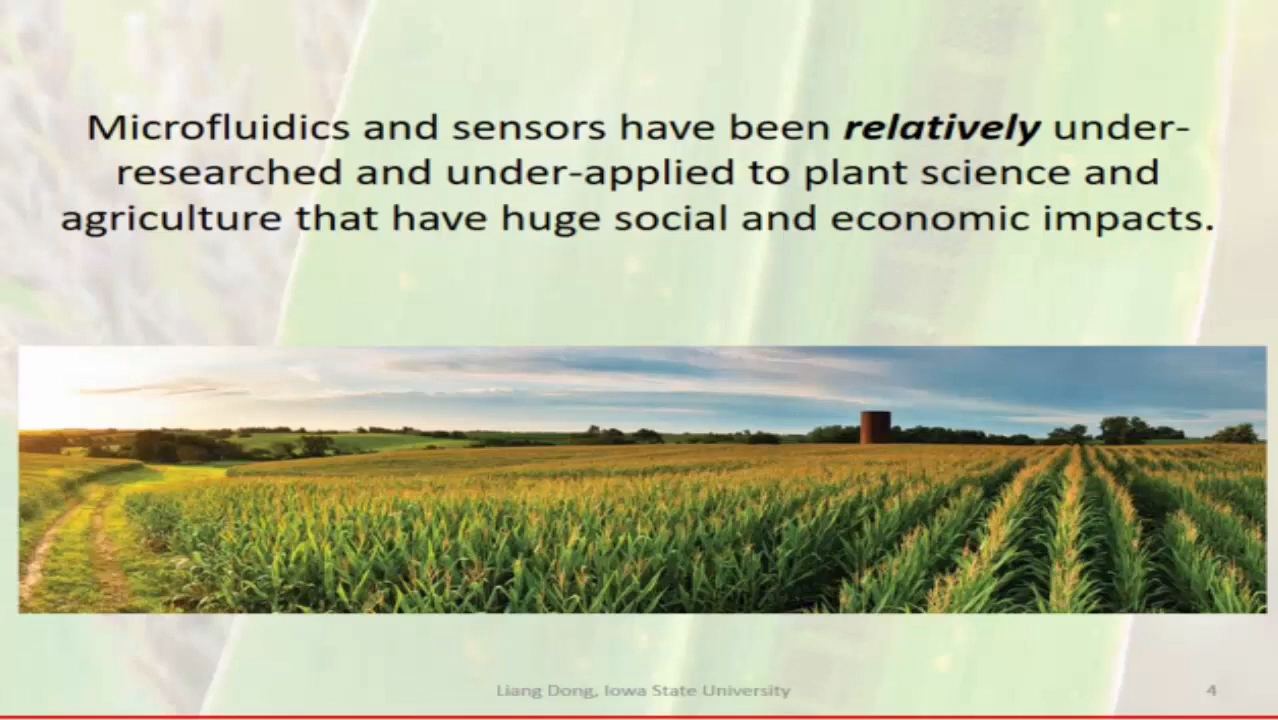 Microfluidics and sensors have been relatively under-
researched and under-applied to plant science and
agriculture that have huge social and economic impacts.
Liang Dong, Iowa State University
4